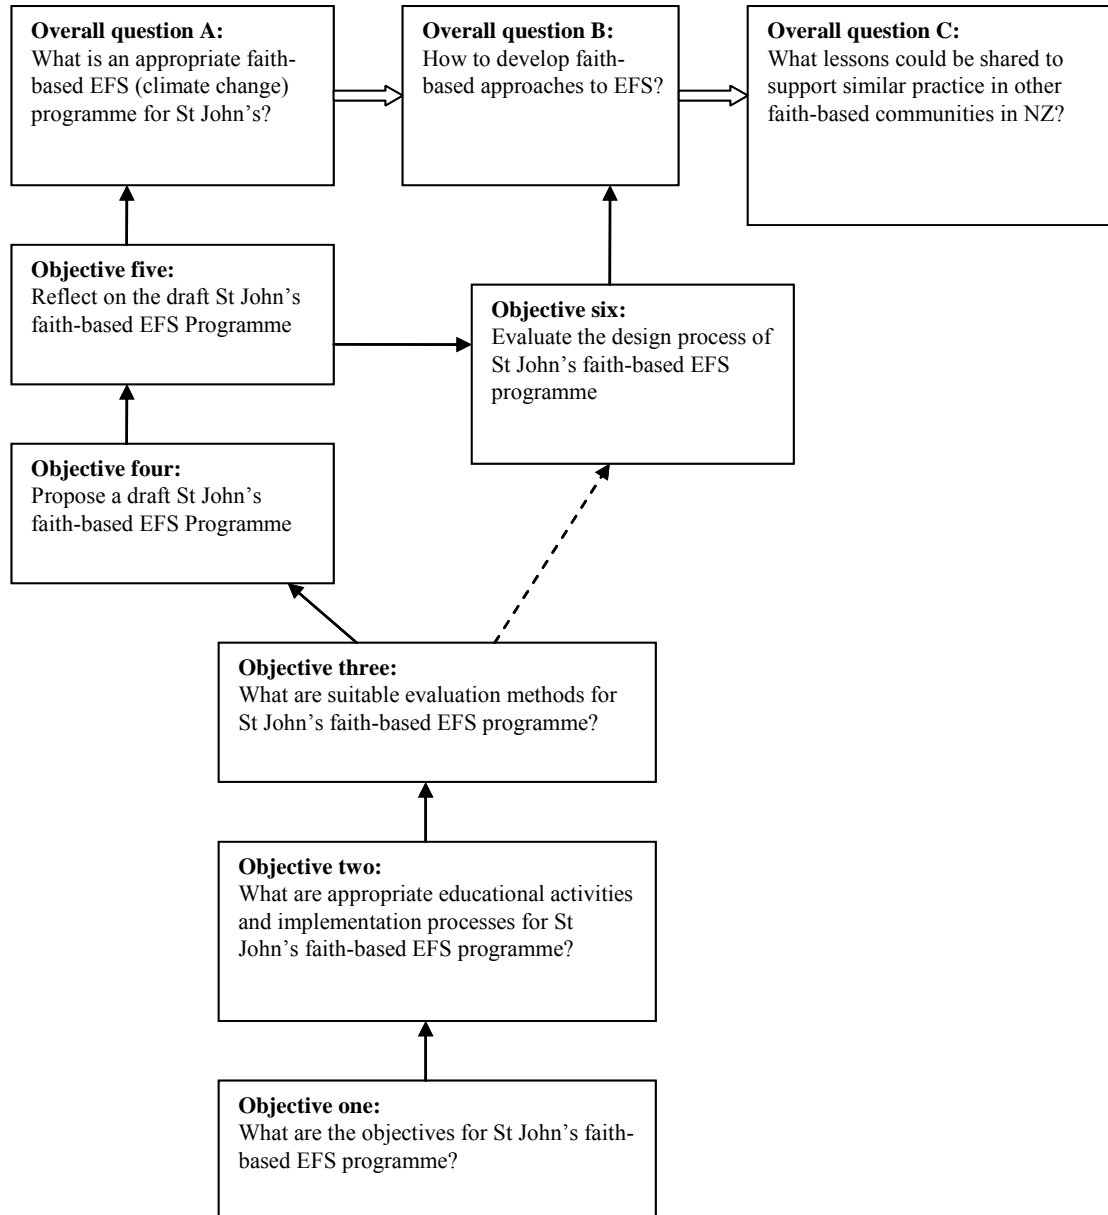 Overall question A:
What is an appropriate faith-
based EFS (climate change)
programme for St John’s?
Overall question B:
How to develop faith-
based approaches to EFS?
Overall question C:
What lessons could be shared to
support similar practice in other
faith-based communities in NZ?
Objective five:
Reflect on the draft St John’s
faith-based EFS Programme
Objective six:
Evaluate the design process of
St John’s faith-based EFS
programme
Objective four:
Propose a draft St John’s
faith-based EFS Programme
Objective three:
What are suitable evaluation methods for
St John’s faith-based EFS programme?
Objective two:
What are appropriate educational activities
and implementation processes for St
John’s faith-based EFS programme?
Objective one:
What are the objectives for St John’s faith-
based EFS programme?